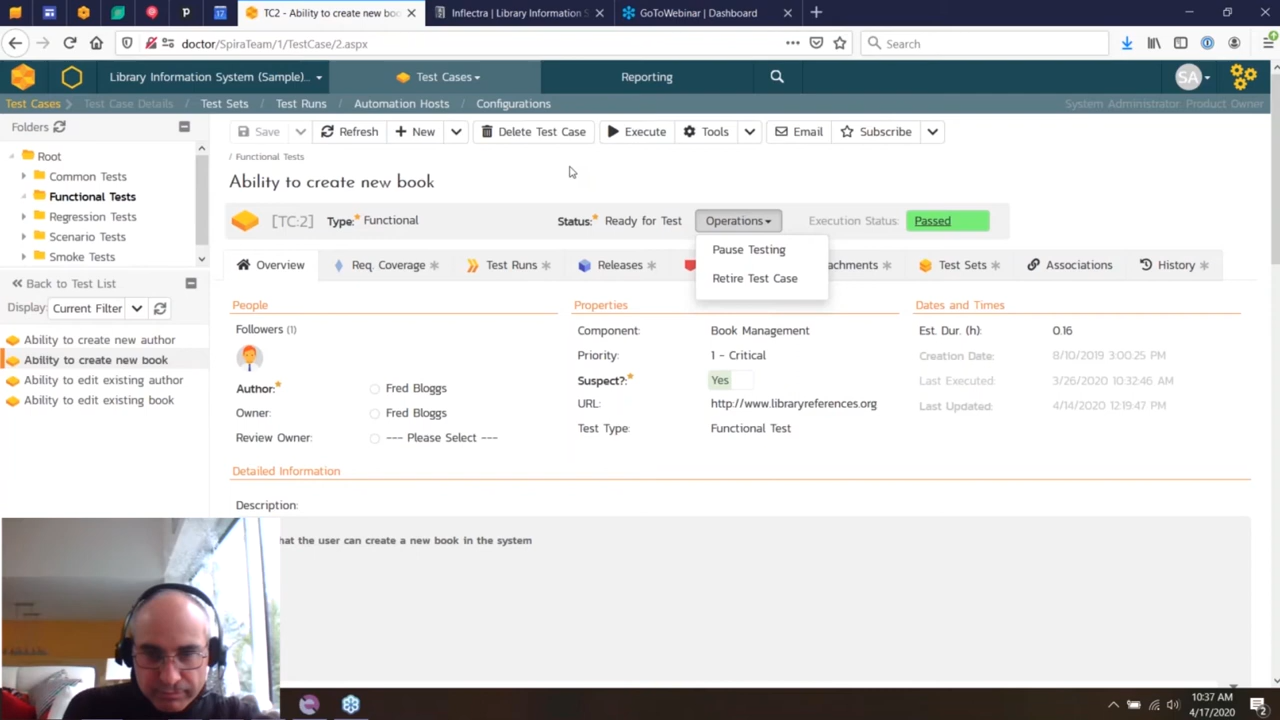 TC2 - Ability to create new boo
Inflectra | Library Information S
GoToWebinar | Dashboard
doctor/SpiraTeam/1/TestCase/2.aspx
Search
Library Information System (Sample)...
Test Cases
Reporting
SA
Test Cases
Test Case Details
Test Sets
Test Runs
Automation Hosts
Configurations
System Administrator
Product Owner
Folders
Save
Refresh
New
Delete Test Case
Execute
Tools
Email
Subscribe
Root
Common Tests
Functional Tests
Regression Tests
Scenario Tests
Smoke Tests
/ Functional Tests
Ability to create new book
[TC:2]
Type:* Functional
Status:* Ready for Test
Operations
Execution Status:
Passed
Pause Testing
Retire Test Case
Overview
Req. Coverage *
Test Runs *
Releases *
achments *
Test Sets *
Associations
History *
Back to Test List
Display: Current Filter
Ability to create new author
Ability to create new book
Ability to edit existing author
Ability to edit existing book
People
Followers (1)
Author:* Fred Bloggs
Owner: Fred Bloggs
Review Owner: --- Please Select ---
Properties
Component: Book Management
Priority: 1 - Critical
Suspect?:* Yes
URL: http://www.libraryreferences.org
Test Type: Functional Test
Dates and Times
Est. Dur. (h): 0.16
Creation Date: 8/10/2019 3:00:25 PM
Last Executed: 3/26/2020 10:32:46 AM
Last Updated: 4/14/2020 12:19:47 PM
Detailed Information
Description:
hat the user can create a new book in the system
10:37 AM
4/17/2020
2